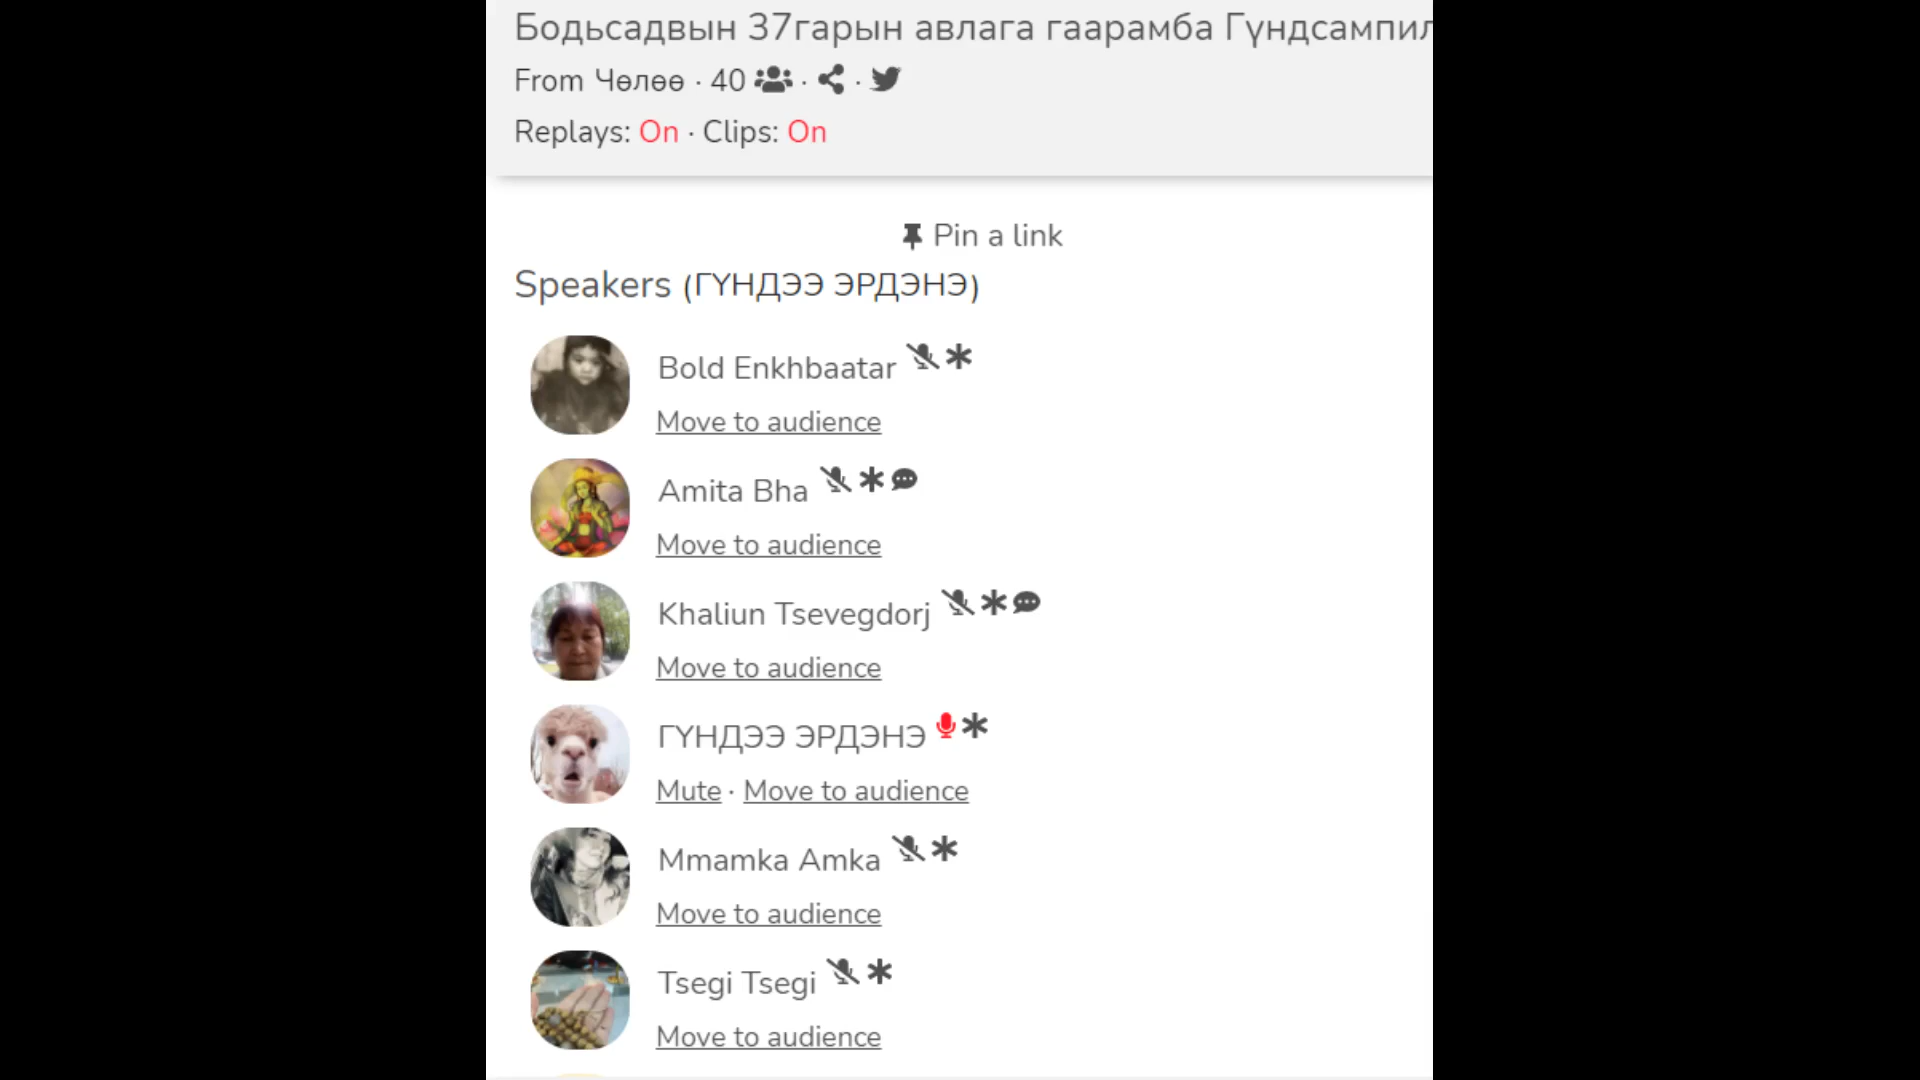 Бодьсадвын 37гарын авлага гаарамба Гүндсампил
From Чөлөө · 40 · ·
Replays: On · Clips: On
Pin a link
Speakers (ГҮНДЭЭ ЭРДЭНЭ)
Bold Enkhbaatar
Move to audience
Amita Bha
Move to audience
Khaliun Tsevegdorj
Move to audience
ГҮНДЭЭ ЭРДЭНЭ
Mute · Move to audience
Mmamka Amka
Move to audience
Tsegi Tsegi
Move to audience